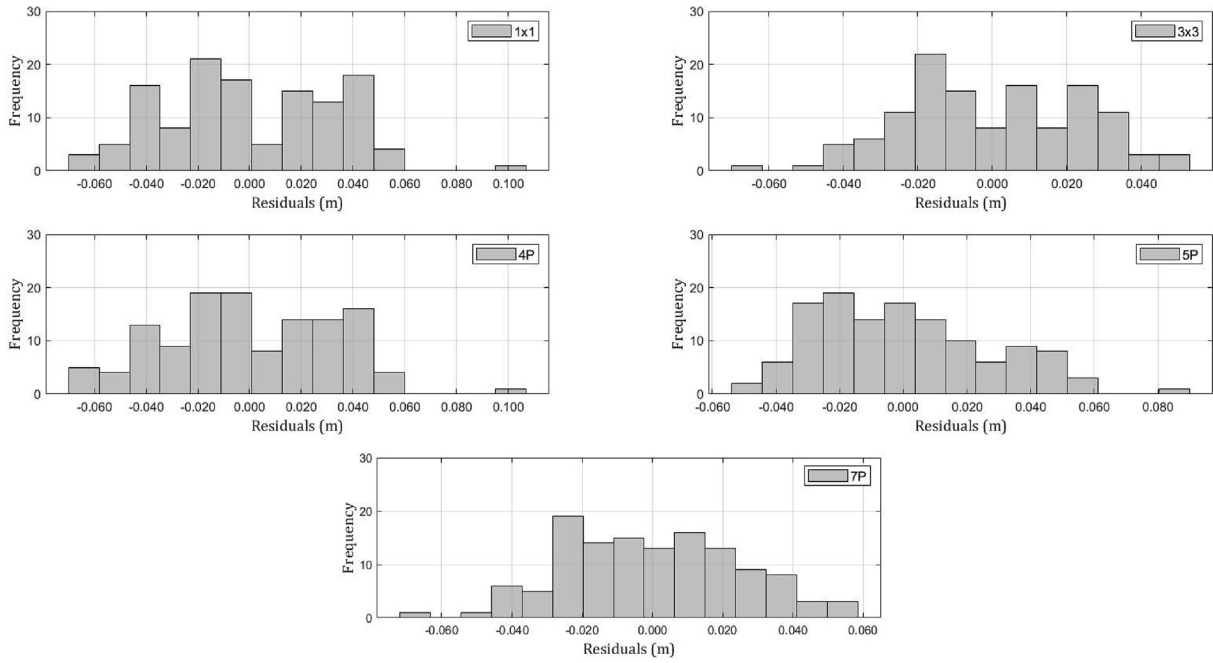 30
20
10
0
Frequency
1x1
-0.060 -0.040 -0.020 0.000 0.020 0.040 0.060 0.080 0.100
Residuals (m)
30
20
10
0
Frequency
3x3
-0.060 -0.040 -0.020 0.000 0.020 0.040
Residuals (m)
30
20
10
0
Frequency
4P
-0.060 -0.040 -0.020 0.000 0.020 0.040 0.060 0.080 0.100
Residuals (m)
30
20
10
0
Frequency
5P
-0.060 -0.040 -0.020 0.000 0.020 0.040 0.060 0.080
Residuals (m)
30
20
10
0
Frequency
7P
-0.060 -0.040 -0.020 0.000 0.020 0.040 0.060
Residuals (m)